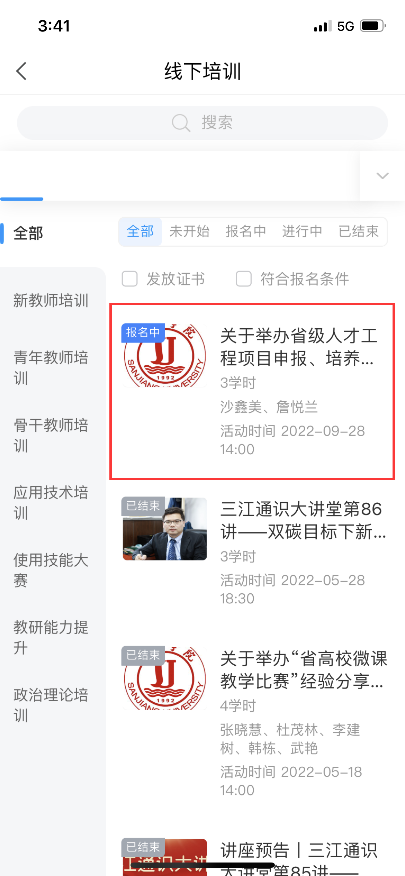 3:41
5G
线下培训
搜索
全部
新教师培训
青年教师培
训
骨干教师培
训
应用技术培
训
使用技能大
赛
教研能力提
升
政治理论培
训
全部 未开始 报名中 进行中 已结束
发放证书 符合报名条件
报名中
SANJIANG UNIVERSITY
关于举办省级人才工
程项目申报、培养...
3学时
沙鑫美、詹悦兰
活动时间 2022-09-28
14:00
已结束
三江通识大讲堂第86
讲——双碳目标下新...
3学时
活动时间 2022-05-28
18:30
已结束
SANJIANG UNIVERSITY
关于举办“省高校微课
教学比赛”经验分享...
4学时
张晓慧、杜茂林、李建
树、韩栋、武艳
活动时间 2022-05-18
14:00
已结束
讲座预告丨三江通识
大讲堂第85讲——